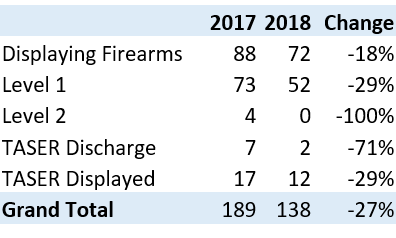 2017 2018 Change
Displaying Firearms 88 72 -18%
Level 1 73 52 -29%
Level 2 4 0 -100%
TASER Discharge 7 2 -71%
TASER Displayed 17 12 -29%
Grand Total 189 138 -27%